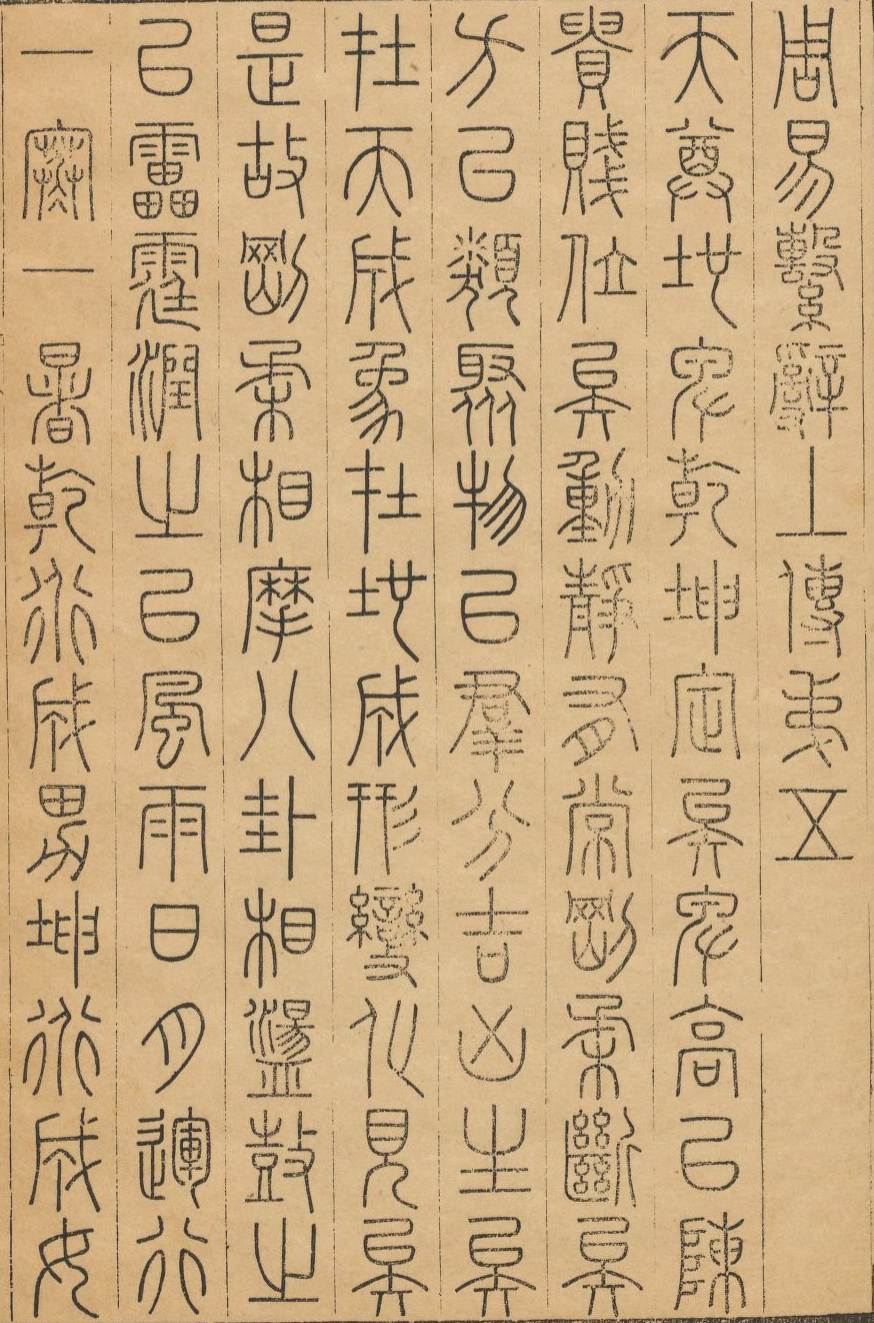 周易繫辭上傳弟五
天尊地卑乾坤定矣卑高以陳
貴賤位矣動靜有常剛柔斷矣
方以類聚物以羣分吉凶生矣
在天成象在地成形變化見矣
是故剛柔相摩八卦相盪鼓之
以靁霆潤之以風雨日月運行
一寒一暑乾道成男坤道成女